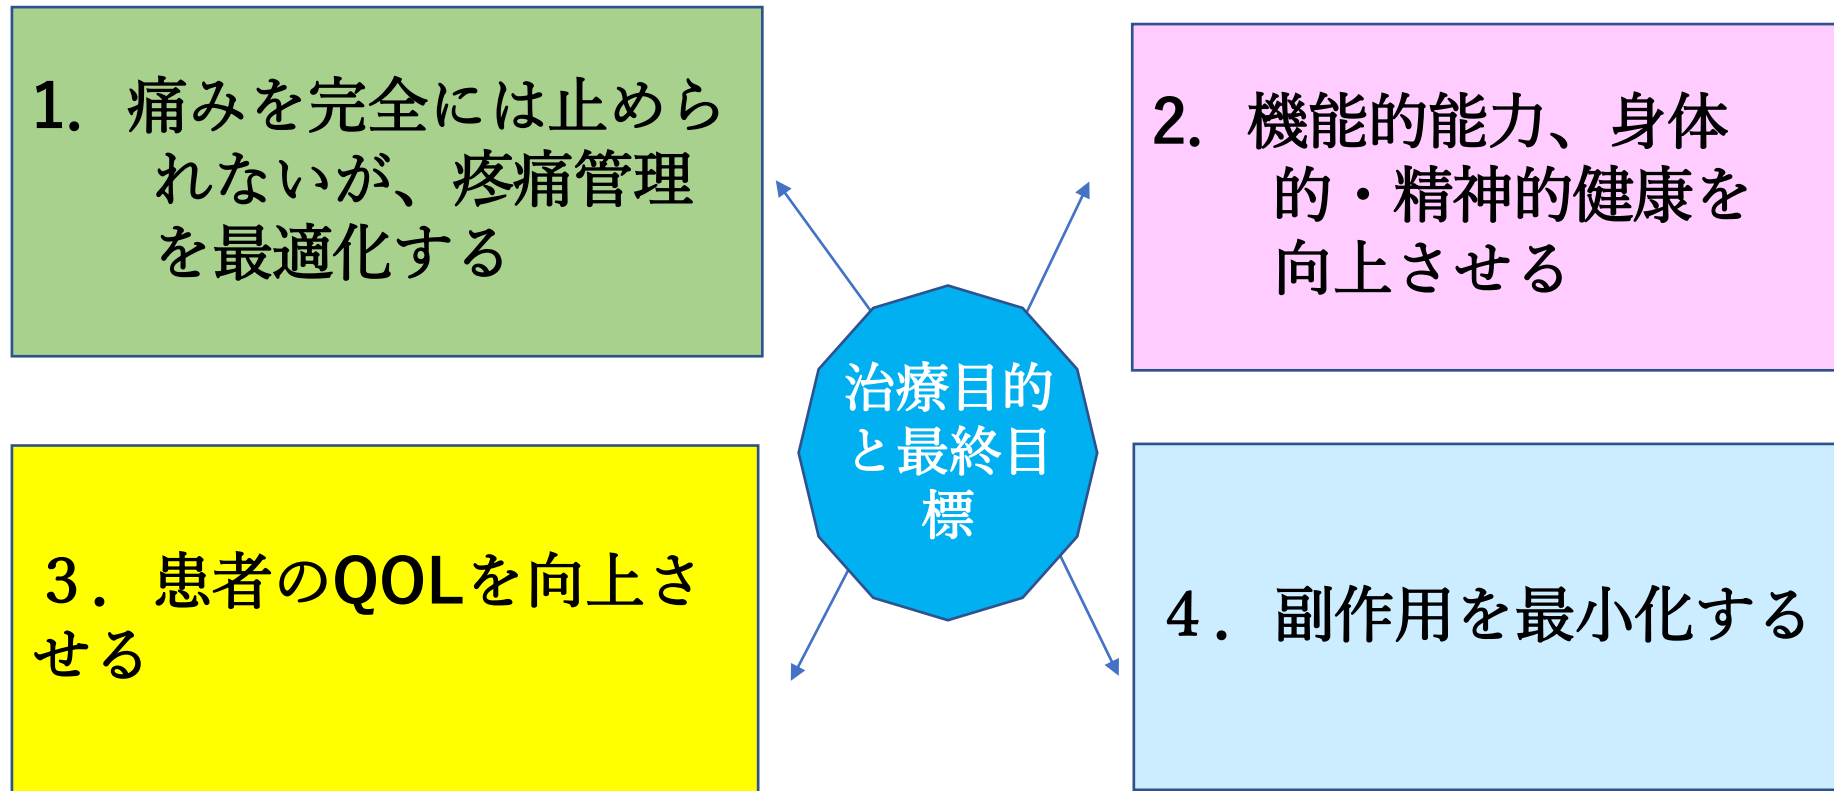 1. 痛みを完全には止めら
れないが、疼痛管理
を最適化する
2. 機能的能力、身体
的・精神的健康を
向上させる
治療目的
と最終目
標
３．患者のQOLを向上さ
せる
４．副作用を最小化する